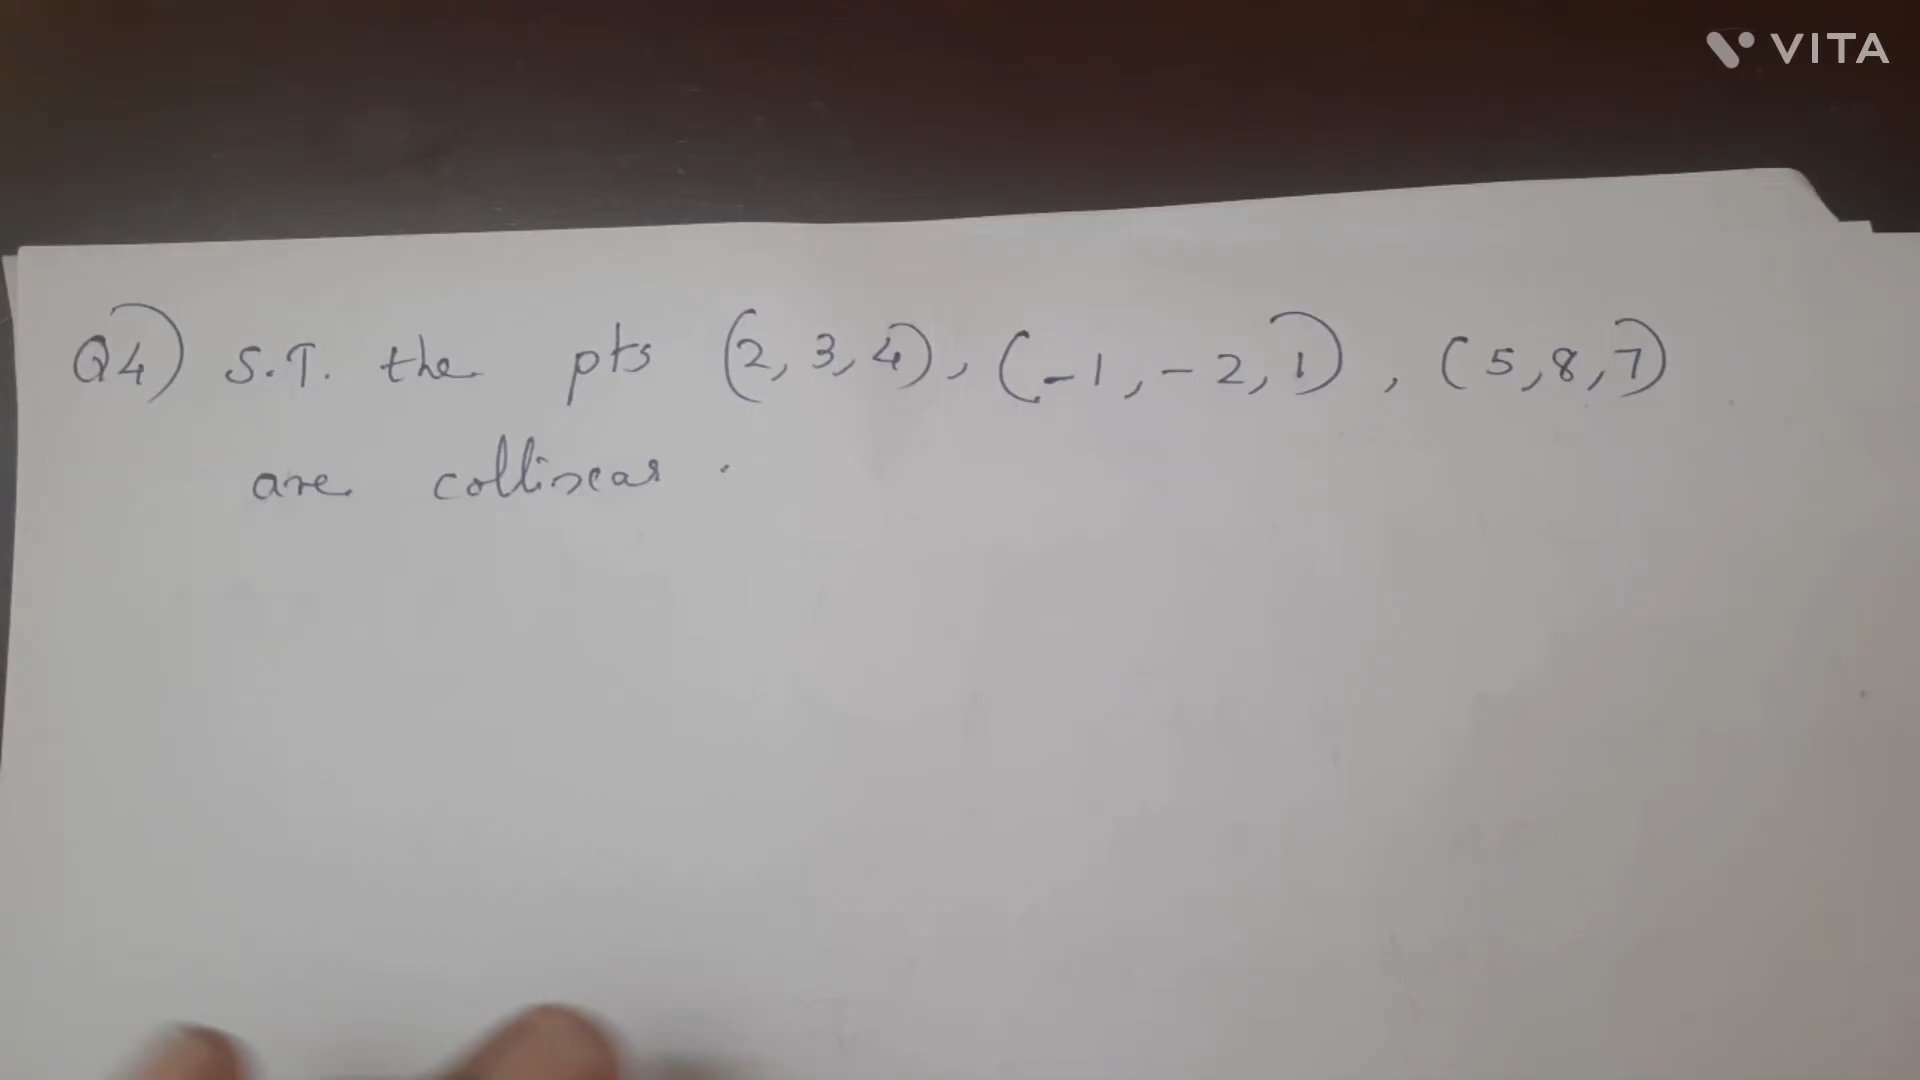 VITA
Q4) S.T. the pts (2, 3, 4), (-1, -2, 1), (5, 8, 7)
are collinear.